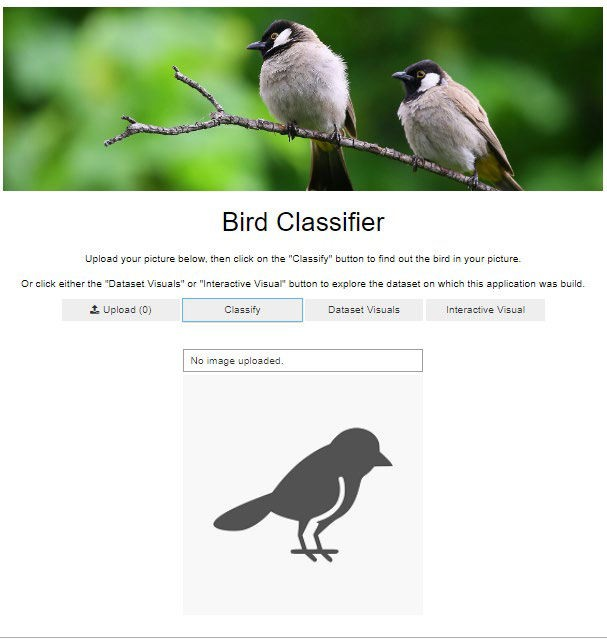 Bird Classifier
Upload your picture below, then click on the "Classify" button to find out the bird in your picture.
Or click either the "Dataset Visuals" or "Interactive Visual" button to explore the dataset on which this application was build.
Upload (0) Classify Dataset Visuals Interactive Visual
No image uploaded.